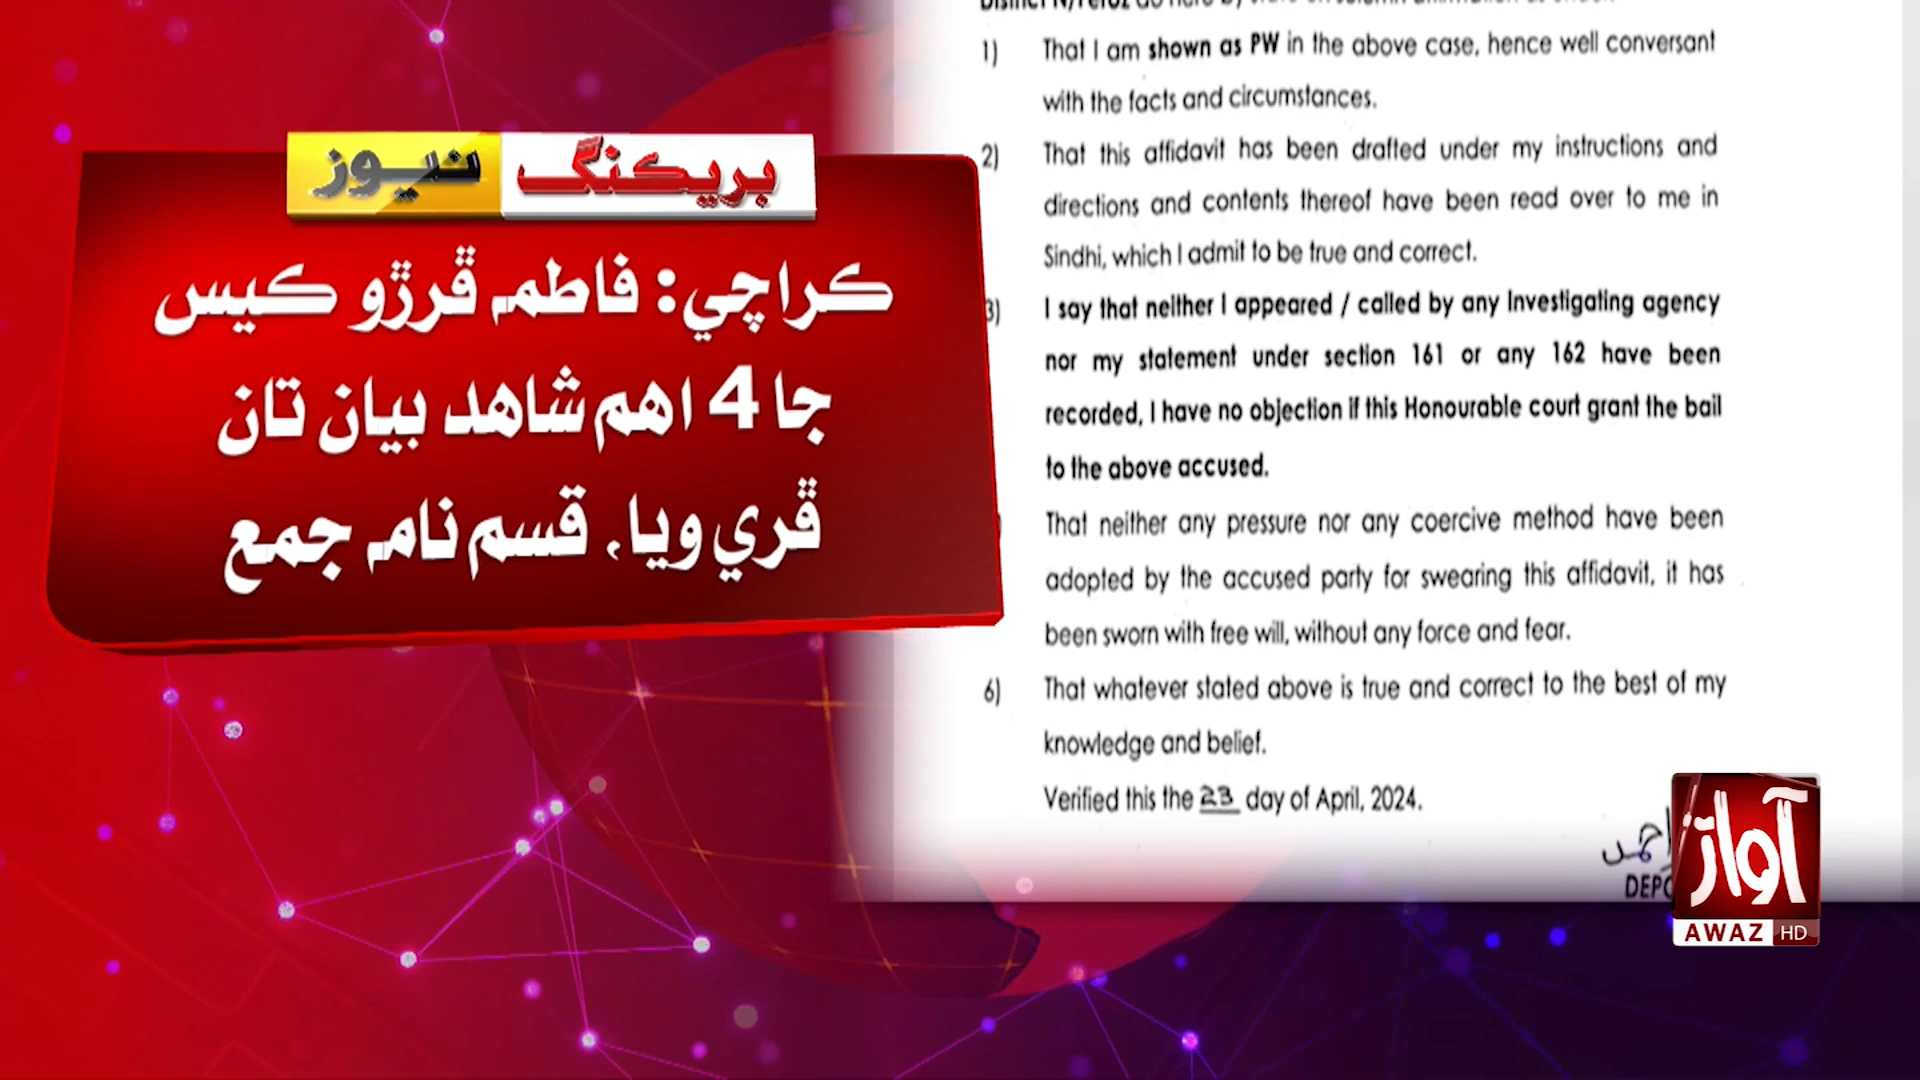 بريڪنگ نيوز
ڪراچي: فاطمہ ڦرڙو ڪيس
جا 4 اهم شاهد بيان تان
ڦري ويا، قسم نامہ جمع
1) That I am shown as PW in the above case, hence well conversant
with the facts and circumstances.
2) That this affidavit has been drafted under my instructions and
directions and contents thereof have been read over to me in
Sindhi, which I admit to be true and correct.
3) I say that neither I appeared / called by any Investigating agency
nor my statement under section 161 or any 162 have been
recorded, I have no objection if this Honourable court grant the bail
to the above accused.
That neither any pressure nor any coercive method have been
adopted by the accused party for swearing this affidavit, it has
been sworn with free will, without any force and fear.
6) That whatever stated above is true and correct to the best of my
knowledge and belief.
Verified this the 23 day of April, 2024.
آواز
AWAZ HD